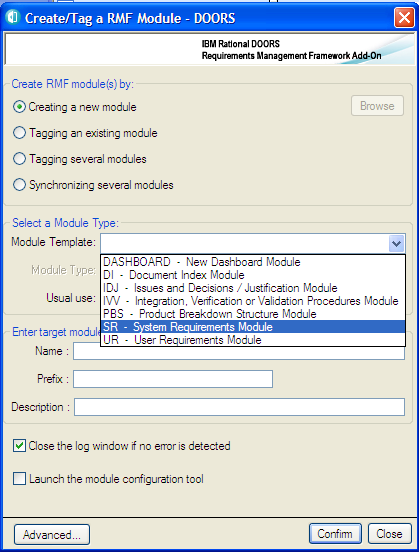 Create/Tag a RMF Module - DOORS
IBM Rational DOORS
Requirements Management Framework Add-On
Create RMF module(s) by:
Creating a new module
Browse
Tagging an existing module
Tagging several modules
Synchronizing several modules
Select a Module Type:
Module Template:
DASHBOARD - New Dashboard Module
Module Type:
DI - Document Index Module
IDJ - Issues and Decisions / Justification Module
Usual use:
IVV - Integration, Verification or Validation Procedures Module
PBS - Product Breakdown Structure Module
SR - System Requirements Module
Enter target modul
UR - User Requirements Module
Name :
Prefix :
Description :
Close the log window if no error is detected
Launch the module configuration tool
Advanced...
Confirm
Close